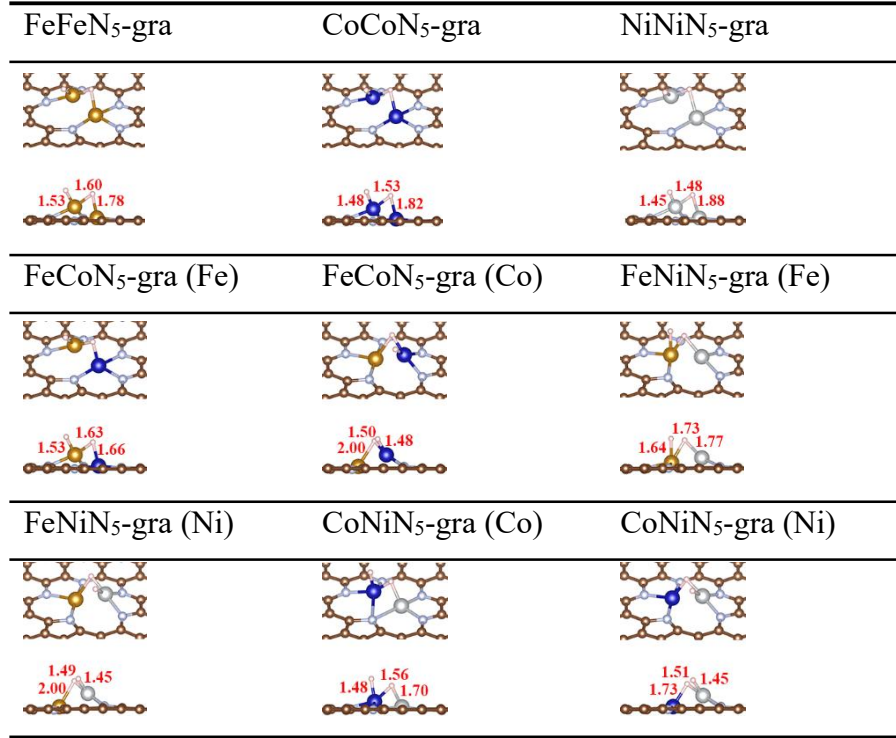 FeFeN₅-gra CoCoN₅-gra NiNiN₅-gra
1.60 1.53 1.48
1.53 1.78 1.48 1.82 1.45 1.88
FeCoN₅-gra (Fe) FeCoN₅-gra (Co) FeNiN₅-gra (Fe)
1.63 1.50 1.73
1.53 1.66 2.00 1.48 1.64 1.77
FeNiN₅-gra (Ni) CoNiN₅-gra (Co) CoNiN₅-gra (Ni)
1.49 1.56 1.51
2.00 1.45 1.48 1.70 1.73 1.45